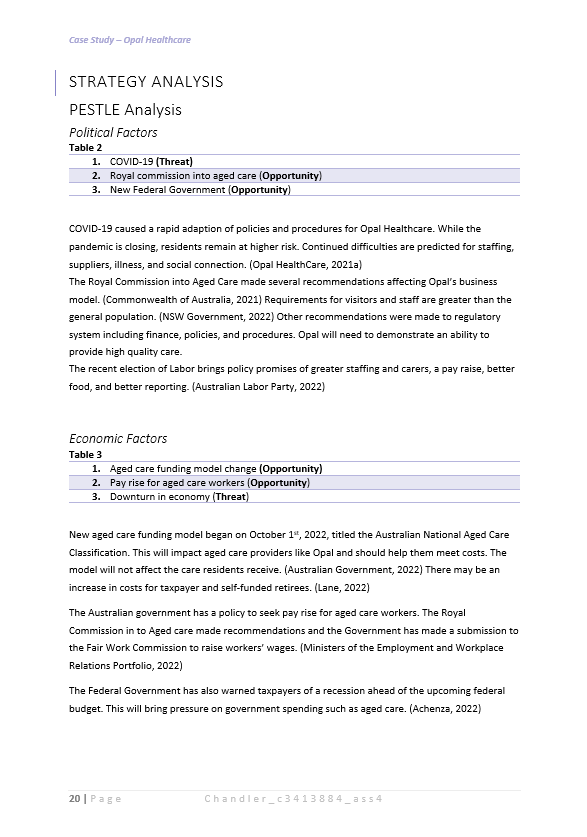 Case Study – Opal Healthcare
STRATEGY ANALYSIS
PESTLE Analysis
Political Factors
Table 2
1. COVID-19 (Threat)
2. Royal commission into aged care (Opportunity)
3. New Federal Government (Opportunity)
COVID-19 caused a rapid adaption of policies and procedures for Opal Healthcare. While the
pandemic is closing, residents remain at higher risk. Continued difficulties are predicted for staffing,
suppliers, illness, and social connection. (Opal HealthCare, 2021a)
The Royal Commission into Aged Care made several recommendations affecting Opal's business
model. (Commonwealth of Australia, 2021) Requirements for visitors and staff are greater than the
general population. (NSW Government, 2022) Other recommendations were made to regulatory
system including finance, policies, and procedures. Opal will need to demonstrate an ability to
provide high quality care.
The recent election of Labor brings policy promises of greater staffing and carers, a pay raise, better
food, and better reporting. (Australian Labor Party, 2022)
Economic Factors
Table 3
1. Aged care funding model change (Opportunity)
2. Pay rise for aged care workers (Opportunity)
3. Downturn in economy (Threat)
New aged care funding model began on October 1st, 2022, titled the Australian National Aged Care
Classification. This will impact aged care providers like Opal and should help them meet costs. The
model will not affect the care residents receive. (Australian Government, 2022) There may be an
increase in costs for taxpayer and self-funded retirees. (Lane, 2022)
The Australian government has a policy to seek pay rise for aged care workers. The Royal
Commission in to Aged Care made recommendations and the Government has made a submission to
the Fair Work Commission to raise workers' wages. (Ministers of the Employment and Workplace
Relations Portfolio, 2022)
The Federal Government has also warned taxpayers of a recession ahead of the upcoming federal
budget. This will bring pressure on government spending such as aged care. (Achenza, 2022)
20 | Page Chandler_c3413884_ass4